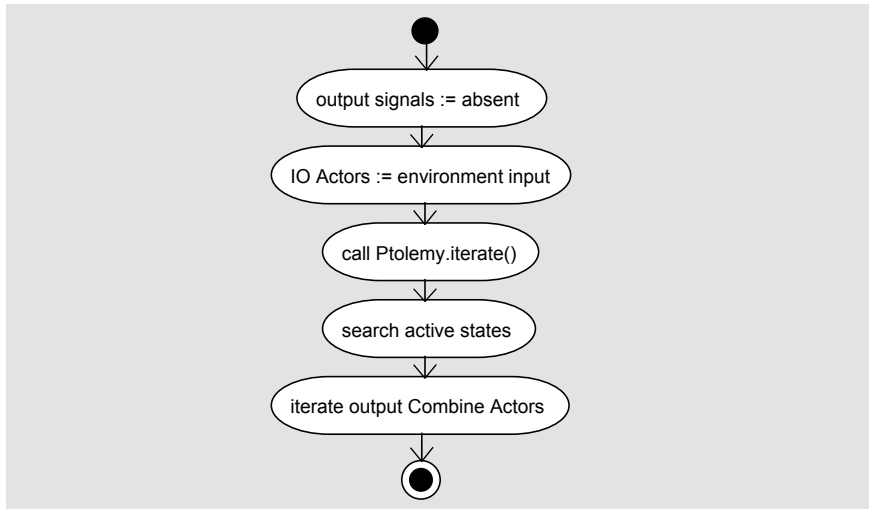 output signals := absent
IO Actors := environment input
call Ptolemy.iterate()
search active states
iterate output Combine Actors